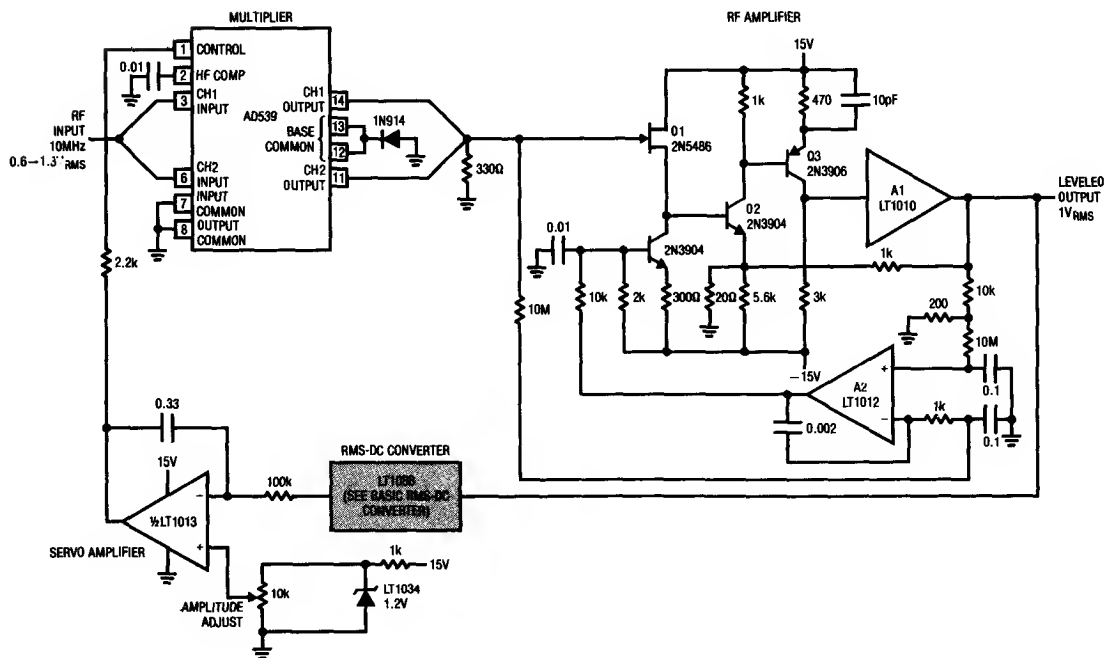 MULTIPLIER
1 CONTROL
0.01
2 HF COMP
3 CH1 INPUT
AD539
CH1 OUTPUT 14
13 BASE
12 COMMON
CH2 OUTPUT 11
6 CH2 INPUT
7 INPUT COMMON
8 OUTPUT COMMON
RF INPUT
10MHz
RMS
1N914
330Ω
2.2k
RF AMPLIFIER
15V
1k
470
10pF
Q1
2N5486
Q3
2N3906
Q2
2N3904
A1
LT1010
LEVELED
OUTPUT
1VRMS
0.01
2N3904
1k
10k
2k
300Ω
20Ω
5.6k
3k
10k
200
10M
10M
-15V
A2
LT1012
+
-
0.1
1k
0.1
0.002
0.33
15V
RMS-DC CONVERTER
(SEE BASIC RMS-DC
CONVERTER)
100k
-
½LT1013
+
SERVO AMPLIFIER
1k
15V
10k
LT1034
1.2V
AMPLITUDE
ADJUST